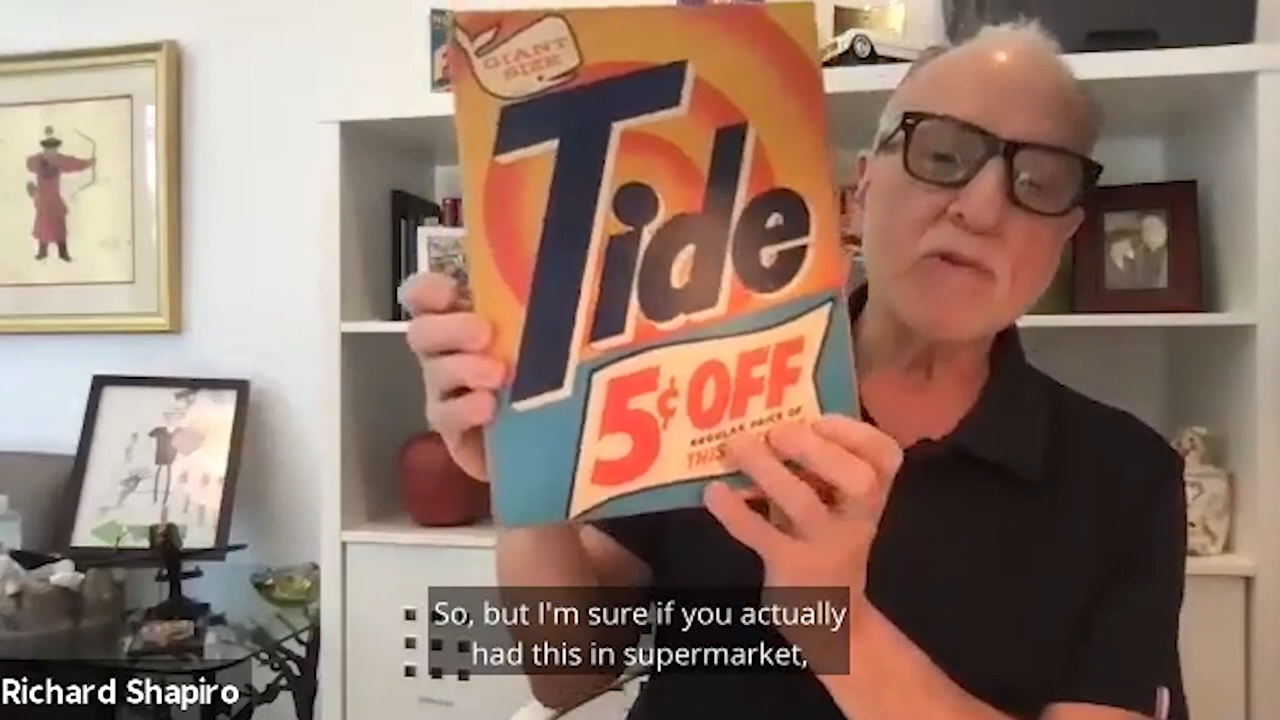 GIANT
SIZE
Tide
5¢ OFF
REGULAR PRICE OF
THIS
So, but I'm sure if you actually
had this in supermarket,
Richard Shapiro